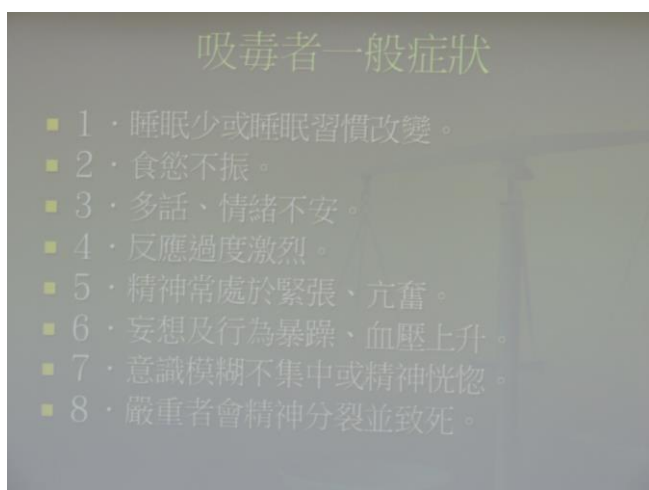 吸毒者一般症狀
1．睡眠少或睡眠習慣改變。
2．食慾不振。
3．多話、情緒不安。
4．反應過度激烈。
5．精神常處於緊張、亢奮。
6．妄想及行為暴躁、血壓上升。
7．意識模糊不集中或精神恍惚。
8．嚴重者會精神分裂並致死。